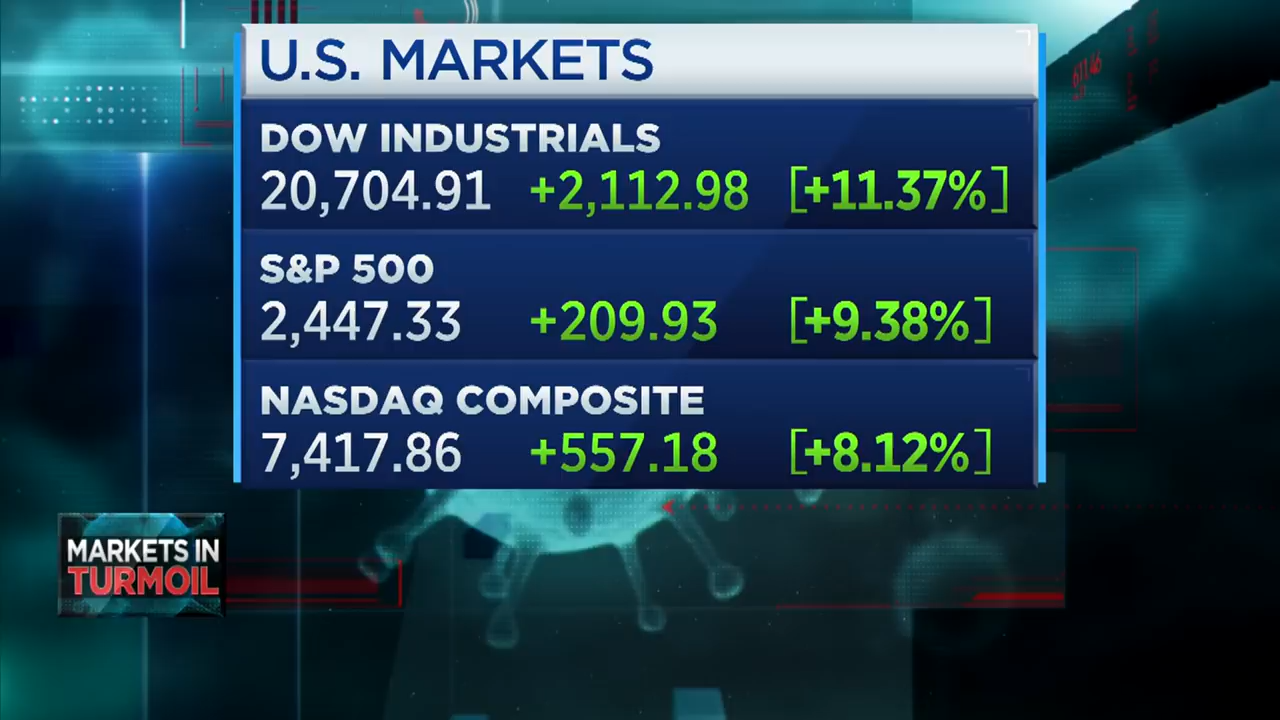 U.S. MARKETS
DOW INDUSTRIALS
20,704.91 +2,112.98 [+11.37%]
S&P 500
2,447.33 +209.93 [+9.38%]
NASDAQ COMPOSITE
7,417.86 +557.18 [+8.12%]
MARKETS IN
TURMOIL